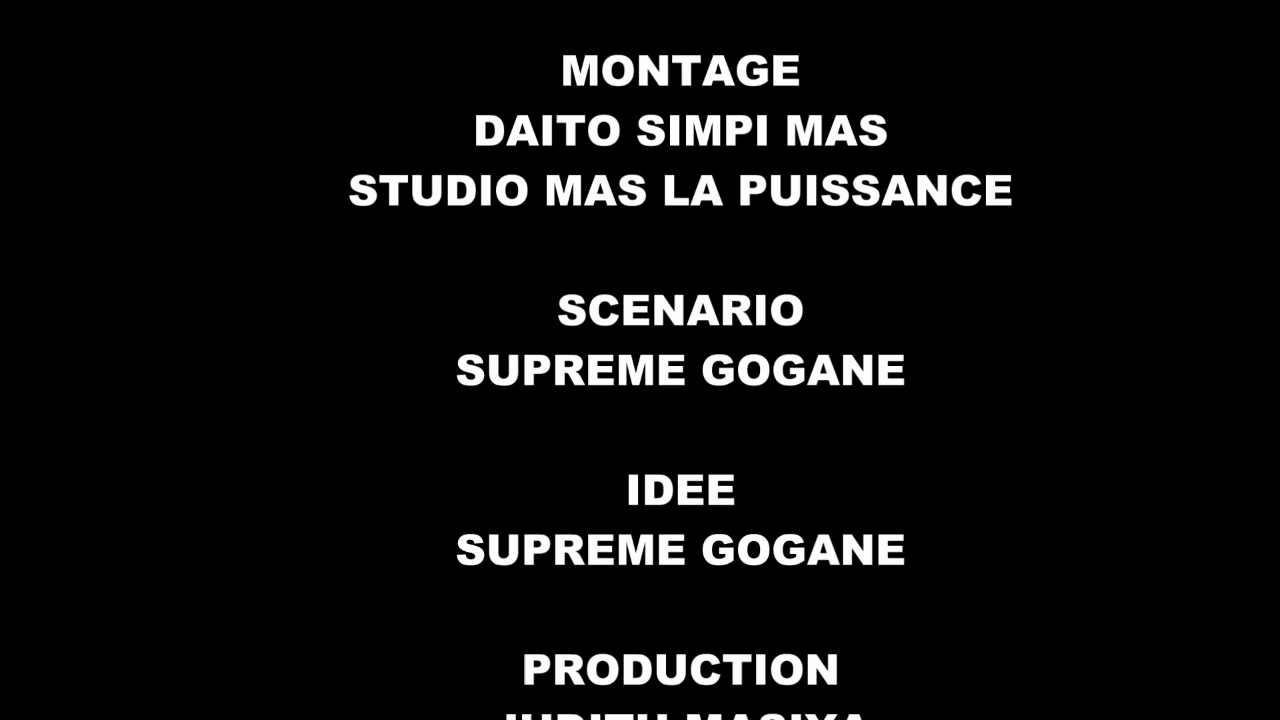 MONTAGE
DAITO SIMPI MAS
STUDIO MAS LA PUISSANCE
SCENARIO
SUPREME GOGANE
IDEE
SUPREME GOGANE
PRODUCTION